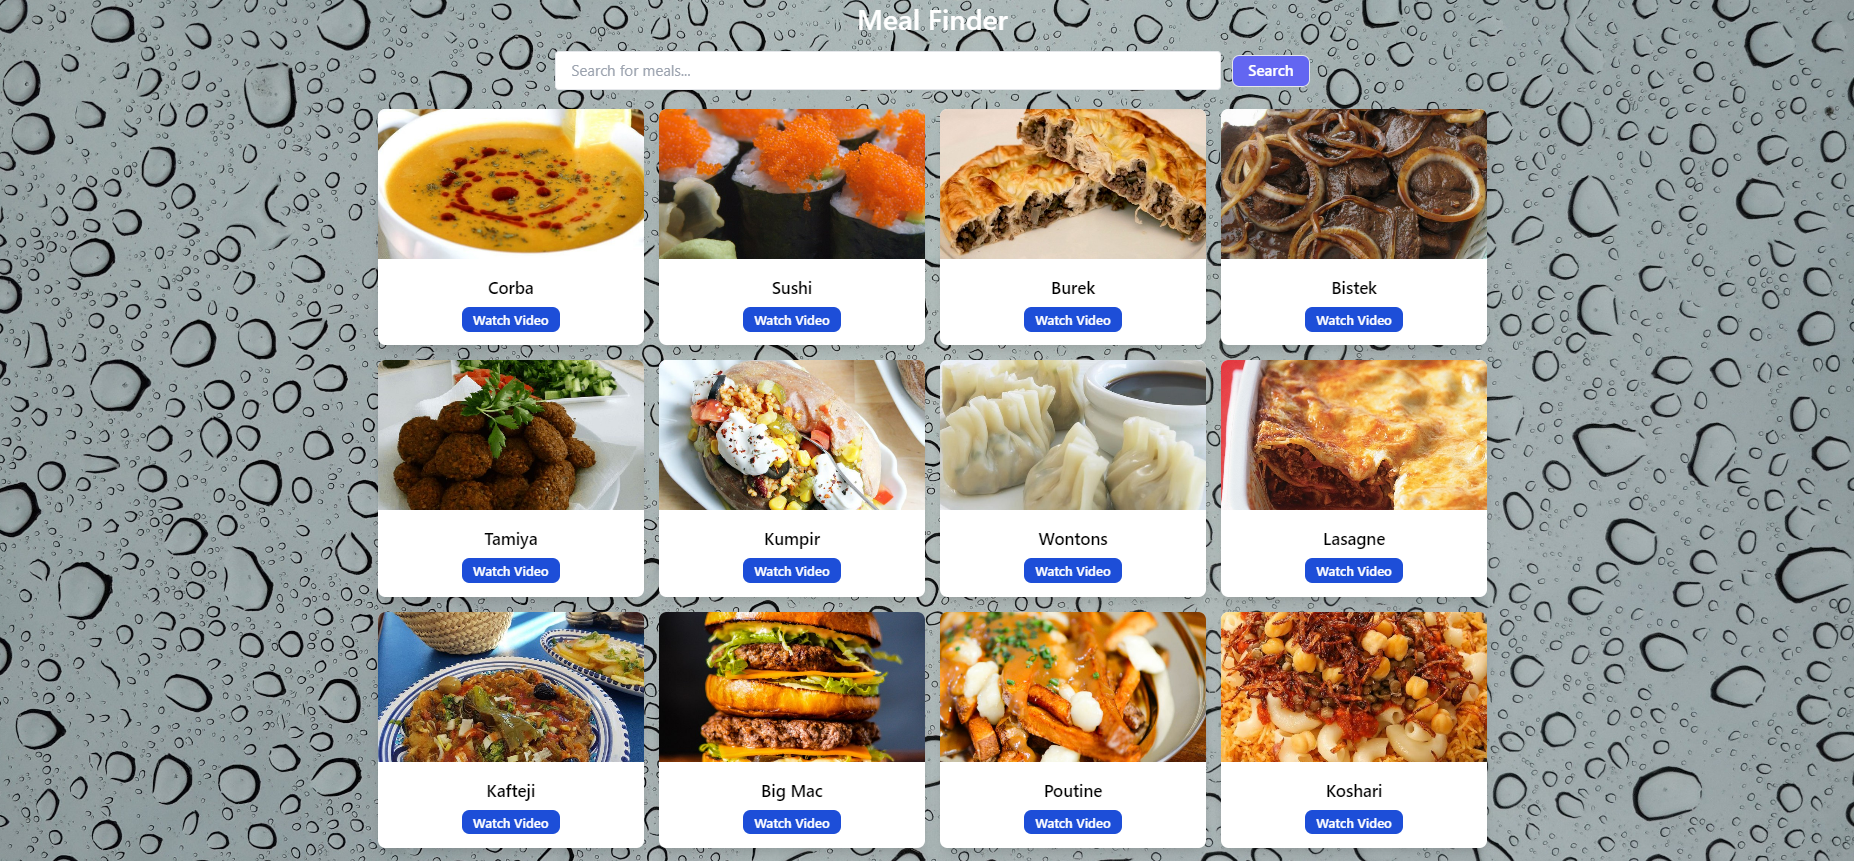 Meal Finder
Search for meals...
Search
Corba
Watch Video
Sushi
Watch Video
Burek
Watch Video
Bistek
Watch Video
Tamiya
Watch Video
Kumpir
Watch Video
Wontons
Watch Video
Lasagne
Watch Video
Kafteji
Watch Video
Big Mac
Watch Video
Poutine
Watch Video
Koshari
Watch Video